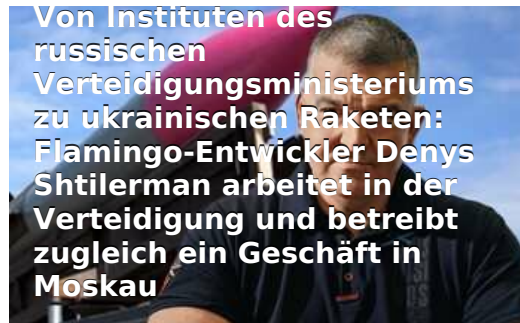 Von Instituten des
russischen
Verteidigungsministeriums
zu ukrainischen Raketen:
Flamingo-Entwickler Denys
Shtilerman arbeitet in der
Verteidigung und betreibt
zugleich ein Geschäft in
Moskau